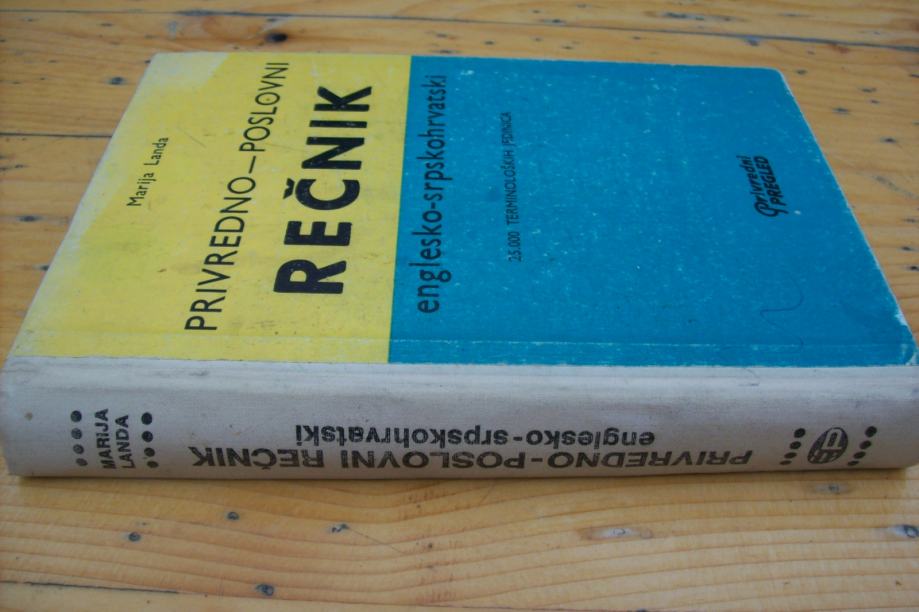 Marija Landa
PRIVREDNO—POSLOVNI
REČNIK
englesko-srpskohrvatski
25.000 TERMINOLOŠKIH JEDINICA
Privredni
PREGLED
MARIJA
LANDA
PRIVREDNO-POSLOVNI REČNIK
englesko-srpskohrvatski